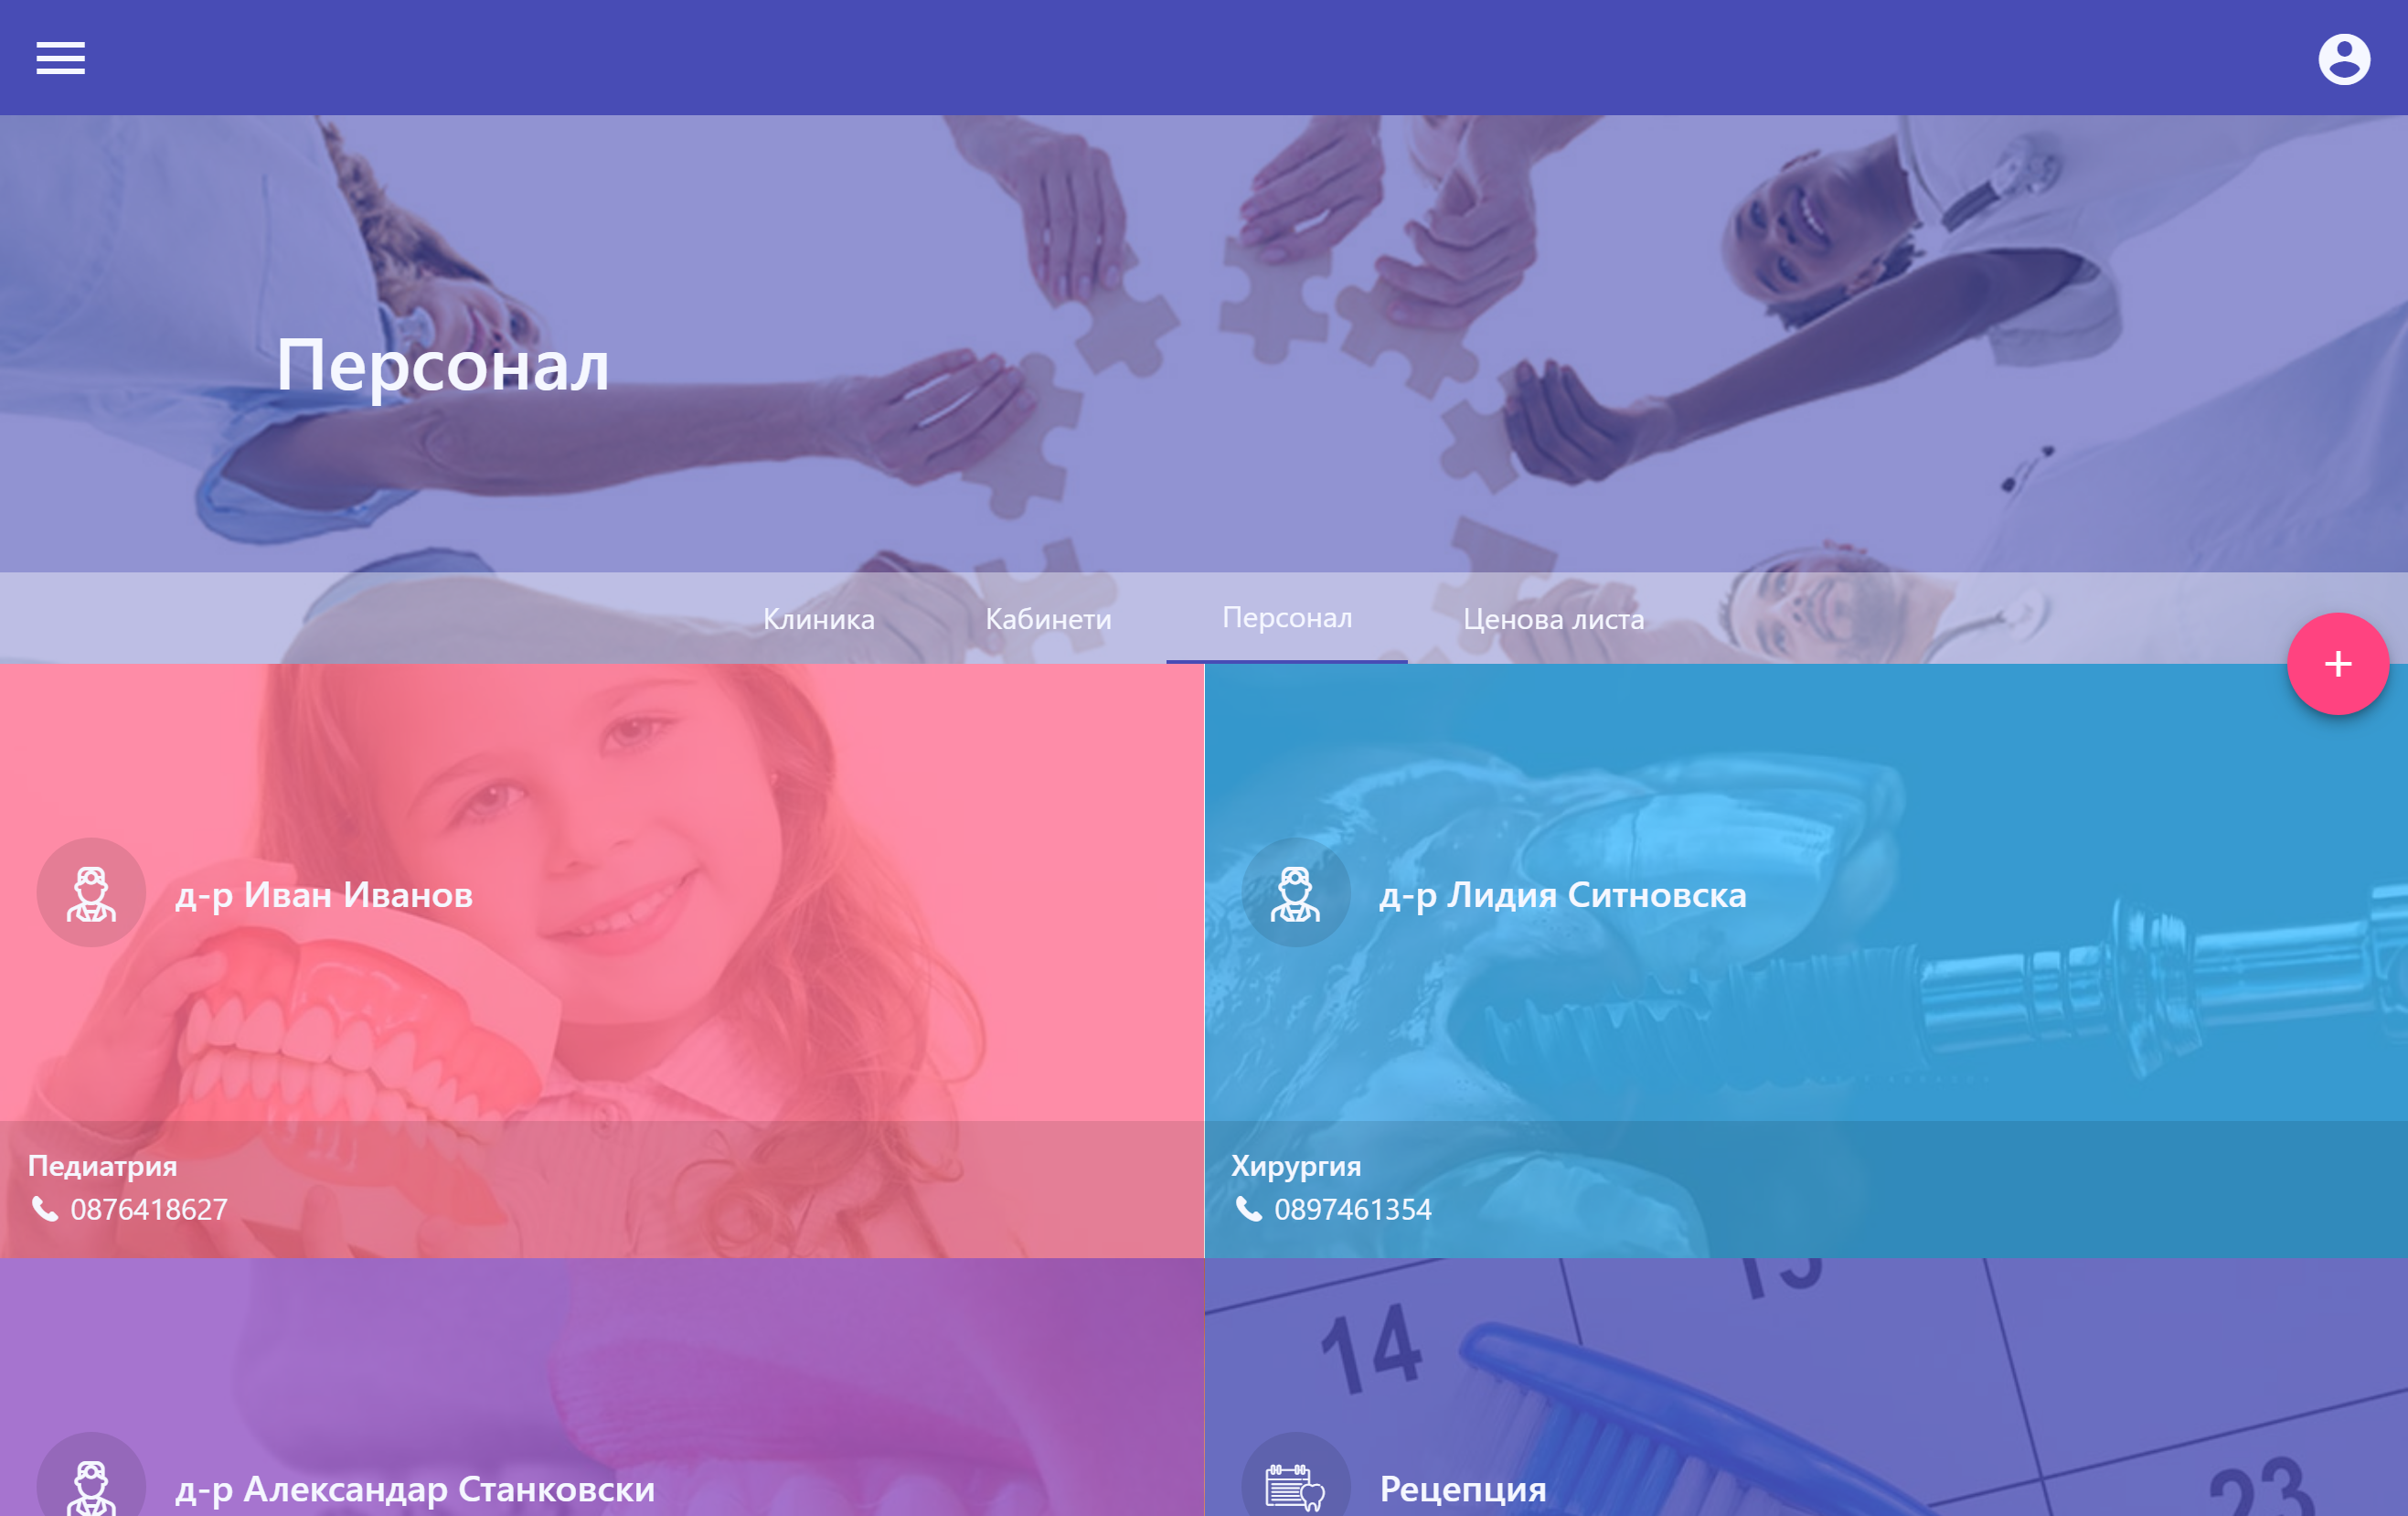 Персонал
Клиника
Кабинети
Персонал
Ценова листа
+
д-р Иван Иванов
Педиатрия
0876418627
д-р Лидия Ситновска
Хирургия
0897461354
д-р Александар Станковски
14
23
Рецепция